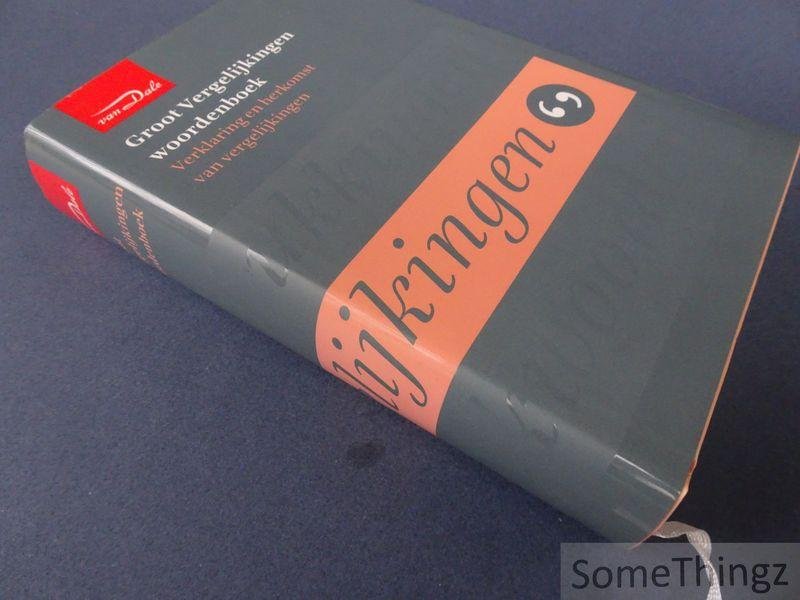 van Dale
Groot Vergelijkingen
woordenboek
Verklaring en herkomst
van vergelijkingen
lijkingen
SomeThingz